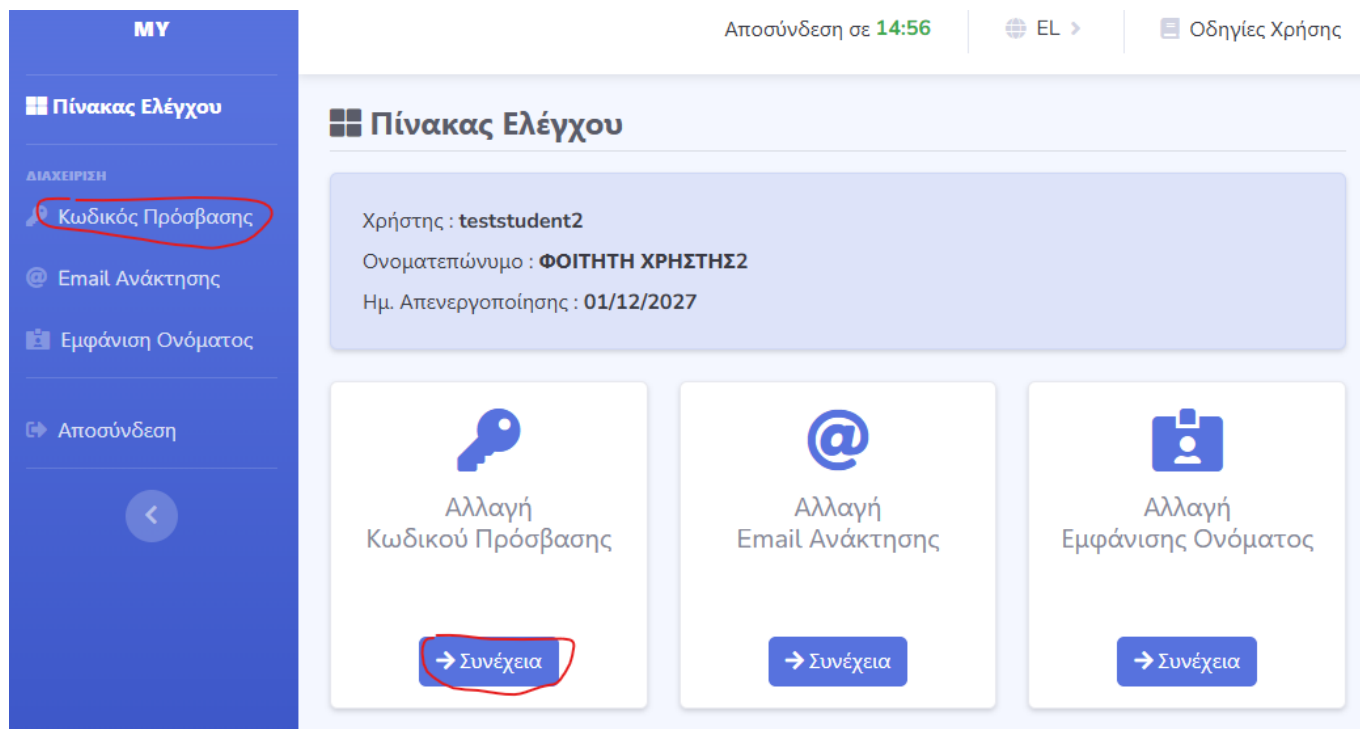 MY
Αποσύνδεση σε 14:56
EL
Οδηγίες Χρήσης
Πίνακας Ελέγχου
ΔΙΑΧΕΙΡΙΣΗ
Κωδικός Πρόσβασης
Email Ανάκτησης
Εμφάνιση Ονόματος
Αποσύνδεση
Πίνακας Ελέγχου
Χρήστης : teststudent2
Ονοματεπώνυμο : ΦΟΙΤΗΤΗ ΧΡΗΣΤΗΣ2
Ημ. Απενεργοποίησης : 01/12/2027
Αλλαγή
Κωδικού Πρόσβασης
Συνέχεια
Αλλαγή
Email Ανάκτησης
Συνέχεια
Αλλαγή
Εμφάνισης Ονόματος
Συνέχεια